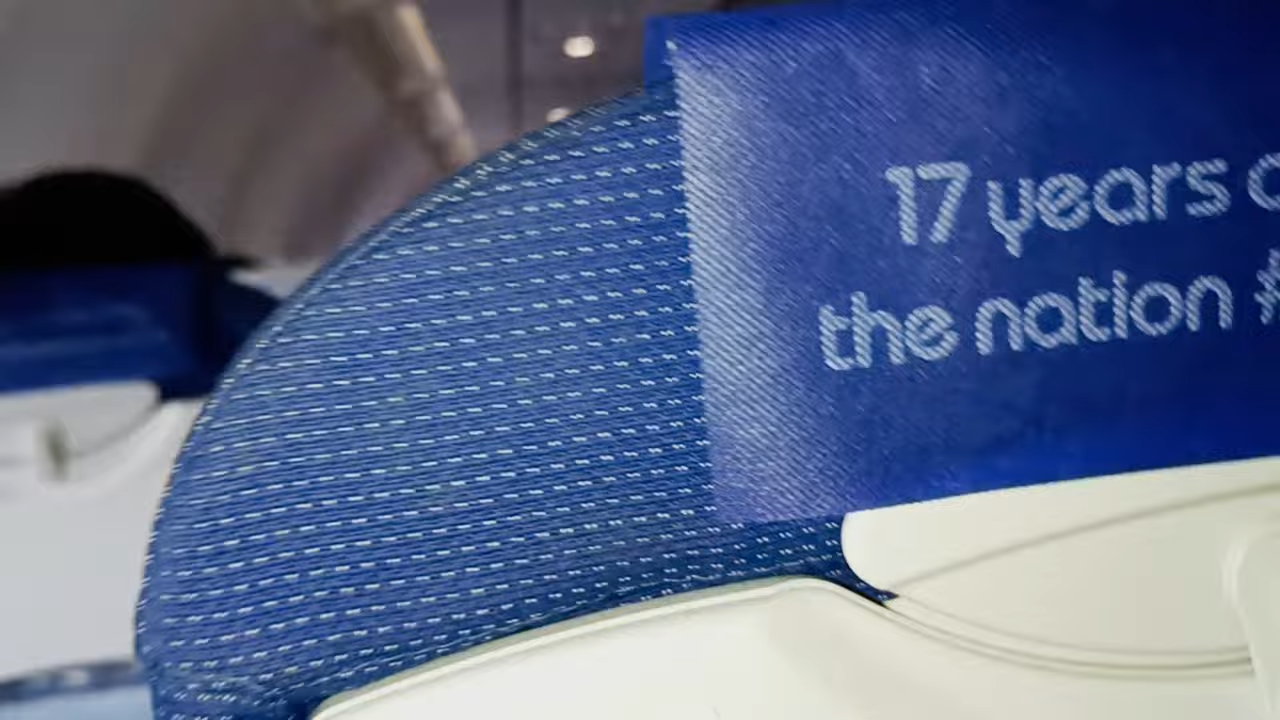 17 years
the nation